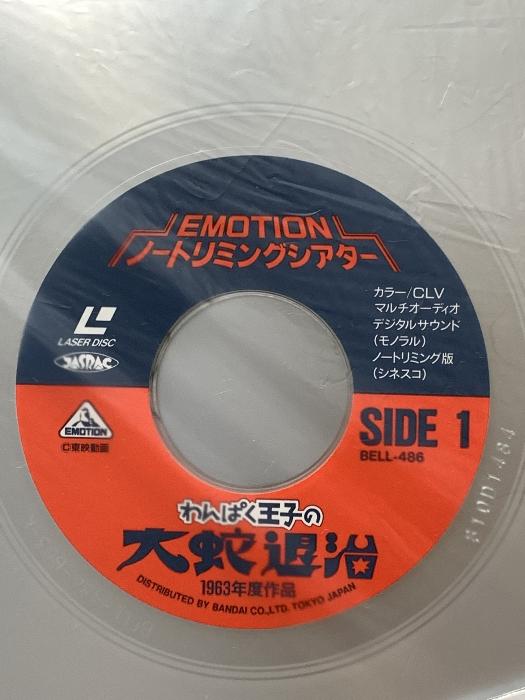 EMOTION
ノートリミングシアター
カラー/CLV
マルチオーディオ
デジタルサウンド
(モノラル)
ノートリミング版
(シネスコ)
LASER DISC
JASRAC
EMOTION
©東映動画
SIDE 1
BELL-486
わんぱく王子の
大蛇退治
1963年度作品
DISTRIBUTED BY BANDAI CO.,LTD. TOKYO JAPAN